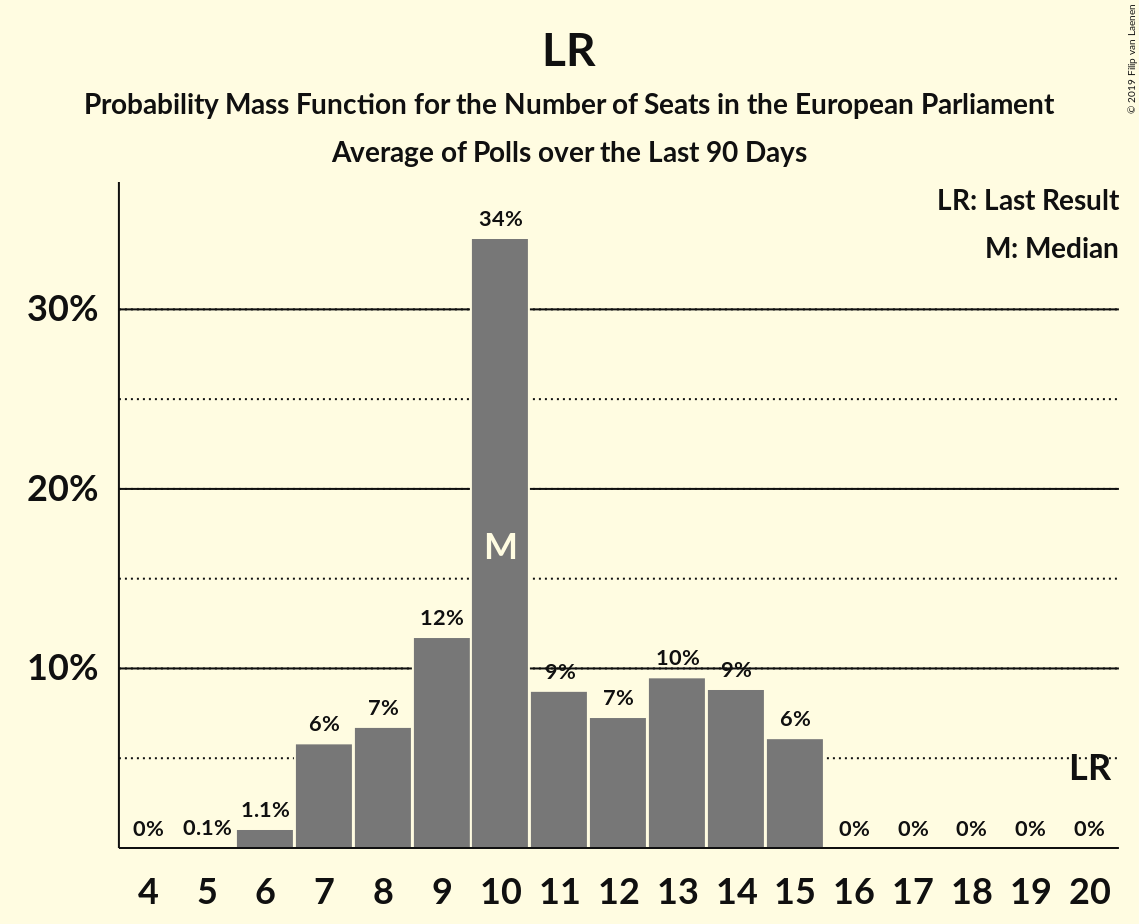 LR
Probability Mass Function for the Number of Seats in the European Parliament
Average of Polls over the Last 90 Days
© 2019 Filip van Laenen
LR: Last Result
M: Median
34%
30%
20%
M
12%
10%
9%
10%
9%
7%
7%
6%
6%
LR
1.1%
0%
0.1%
0%
0%
0%
0%
0%
4 5 6 7 8 9 10 11 12 13 14 15 16 17 18 19 20